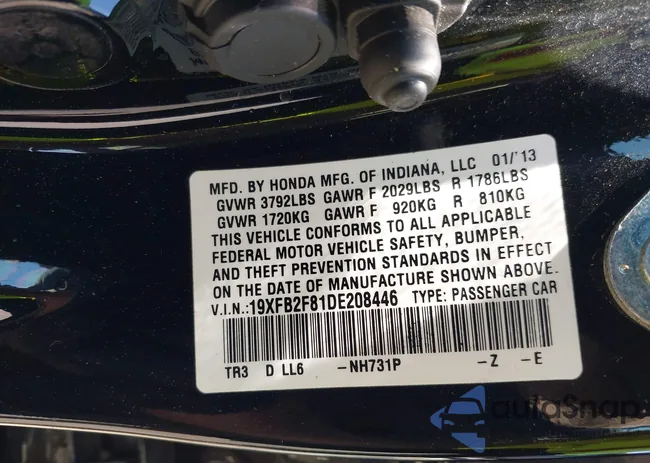 MFD. BY HONDA MFG. OF INDIANA, LLC 01/'13
GVWR 3792LBS GAWR F 2029LBS R 1786LBS
GVWR 1720KG GAWR F 920KG R 810KG
THIS VEHICLE CONFORMS TO ALL APPLICABLE
FEDERAL MOTOR VEHICLE SAFETY, BUMPER,
AND THEFT PREVENTION STANDARDS IN EFFECT
ON THE DATE OF MANUFACTURE SHOWN ABOVE.
V.I.N.: 19XFB2F81DE208446 TYPE: PASSENGER CAR
TR3 D LL6 -NH731P -Z -E
autoSnap